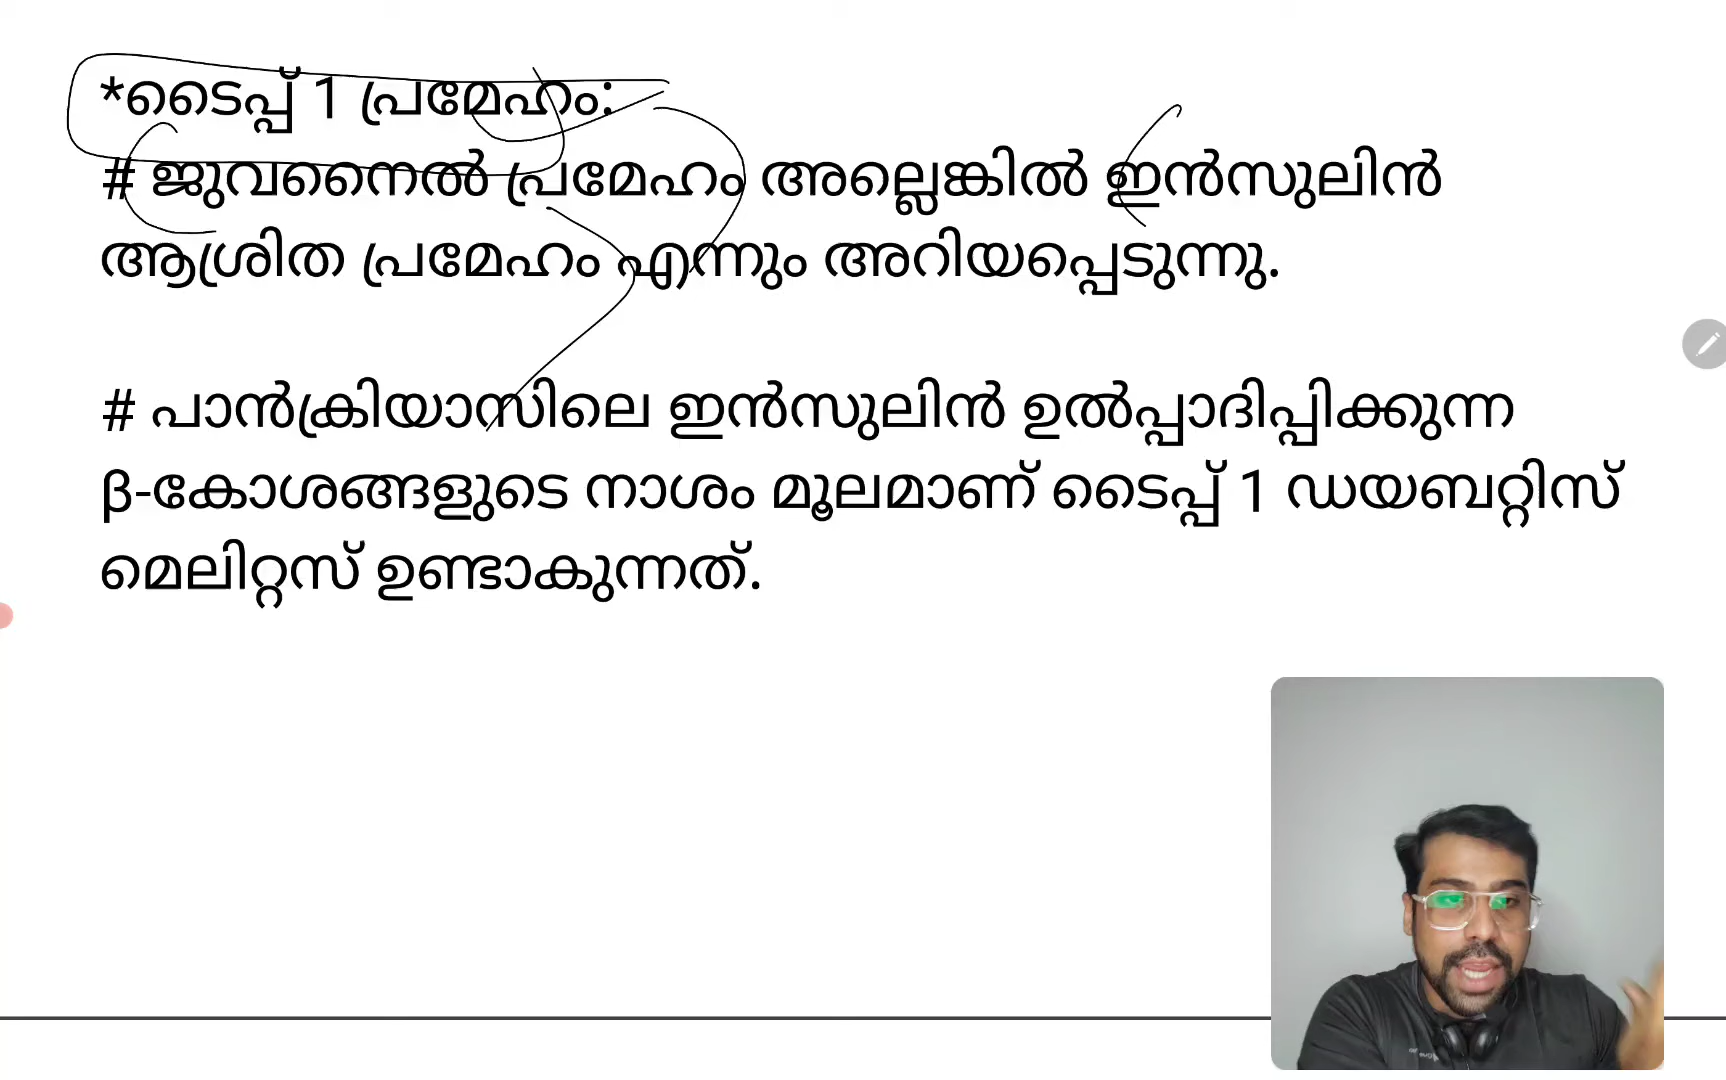 *ടൈപ്പ് 1 പ്രമേഹം:
# ജുവനൈൽ പ്രമേഹം അല്ലെങ്കിൽ ഇൻസുലിൻ
ആശ്രിത പ്രമേഹം എന്നും അറിയപ്പെടുന്നു.
# പാൻക്രിയാസിലെ ഇൻസുലിൻ ഉൽപ്പാദിപ്പിക്കുന്ന
β-കോശങ്ങളുടെ നാശം മൂലമാണ് ടൈപ്പ് 1 ഡയബറ്റിസ്
മെലിറ്റസ് ഉണ്ടാകുന്നത്.